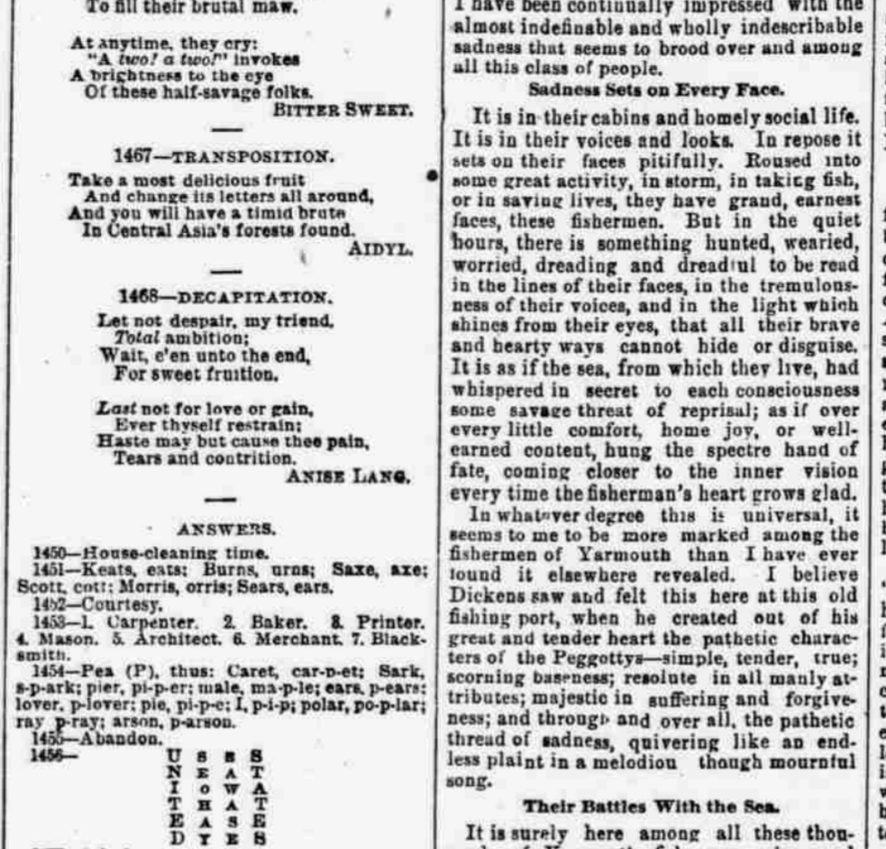 To fill their brutal maw.
At anytime, they cry:
"A two! a two!" invokes
A brightness to the eye
Of these half-savage folks.
BITTER SWEET.
1467—TRANSPOSITION.
Take a most delicious fruit
And change its letters all around,
And you will have a timid brute
In Central Asia's forests found.
AIDYL.
1468—DECAPITATION.
Let not despair, my friend,
Total ambition;
Wait, e'en unto the end,
For sweet fruition.
Last not for love or gain,
Ever thyself restrain;
Haste may but cause thee pain,
Tears and contrition.
ANISE LANG.
ANSWERS.
1450—House-cleaning time.
1451—Keats, eats; Burns, urns; Saxe, axe;
Scott, cott; Morris, orris; Sears, ears.
1452—Courtesy.
1453—1. Carpenter. 2. Baker. 3. Printer.
4. Mason. 5. Architect. 6. Merchant. 7. Black-
smith.
1454—Pea (P), thus: Caret, car-p-et; Sark,
s-p-ark; pier, pi-p-er; male, ma-p-le; ears, p-ears;
lover, p-lover; pie, pi-p-e; I, p-i-p; polar, po-p-lar;
ray p-ray; arson, p-arson.
1455—Abandon.
1456—
U S E S
N E A T
I O W A
T H A T
E A S E
D Y E S
I have been continually impressed with the
almost indefinable and wholly indescribable
sadness that seems to brood over and among
all this class of people.
Sadness Sets on Every Face.
It is in their cabins and homely social life.
It is in their voices and looks. In repose it
sets on their faces pitifully. Roused into
some great activity, in storm, in taking fish,
or in saving lives, they have grand, earnest
faces, these fishermen. But in the quiet
hours, there is something hunted, wearied,
worried, dreading and dreadful to be read
in the lines of their faces, in the tremulous-
ness of their voices, and in the light which
shines from their eyes, that all their brave
and hearty ways cannot hide or disguise.
It is as if the sea, from which they live, had
whispered in secret to each consciousness
some savage threat of reprisal; as if over
every little comfort, home joy, or well-
earned content, hung the spectre hand of
fate, coming closer to the inner vision
every time the fisherman's heart grows glad.
In whatever degree this is universal, it
seems to me to be more marked among the
fishermen of Yarmouth than I have ever
found it elsewhere revealed. I believe
Dickens saw and felt this here at this old
fishing port, when he created out of his
great and tender heart the pathetic charac-
ters of the Peggottys—simple, tender, true;
scorning baseness; resolute in all manly at-
tributes; majestic in suffering and forgive-
ness; and through and over all, the pathetic
thread of sadness, quivering like an end-
less plaint in a melodion though mournful
song.
Their Battles With the Sea.
It is surely here among all these thou-